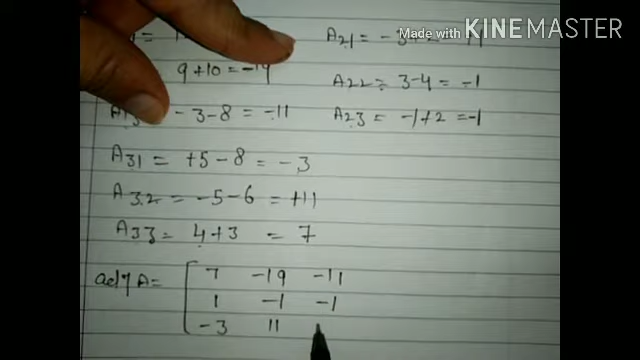 Made with KINEMASTER
A22 = 3-4 = -1
9+10 = -19
-3-8 = -11
A23 = -1+2 = -1
A31 = +5-8 = -3
A32 = -5-6 = +11
A33 = 4+3 = 7
adj A = [ 7 -19 -11
1 -1 -1
-3 11